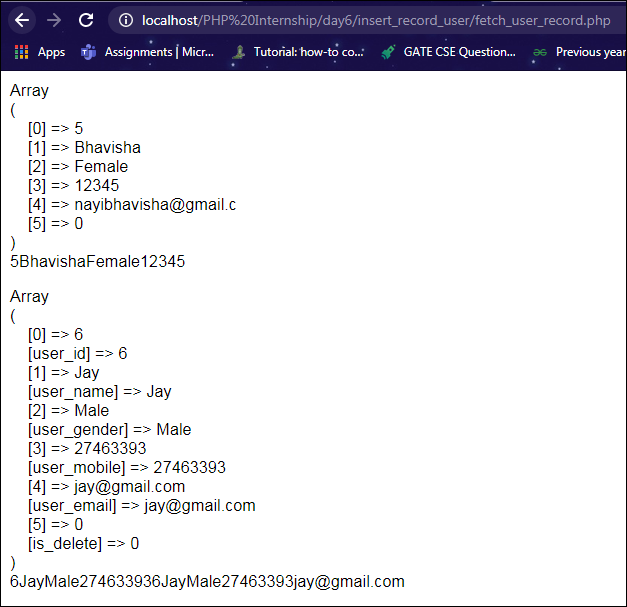 localhost/PHP%20Internship/day6/insert_record_user/fetch_user_record.php
Apps Assignments | Micr... Tutorial: how-to co... GATE CSE Question... Previous year
Array
(
[0] => 5
[1] => Bhavisha
[2] => Female
[3] => 12345
[4] => nayibhavisha@gmail.c
[5] => 0
)
5BhavishaFemale12345
Array
(
[0] => 6
[user_id] => 6
[1] => Jay
[user_name] => Jay
[2] => Male
[user_gender] => Male
[3] => 27463393
[user_mobile] => 27463393
[4] => jay@gmail.com
[user_email] => jay@gmail.com
[5] => 0
[is_delete] => 0
)
6JayMale274633936JayMale27463393jay@gmail.com